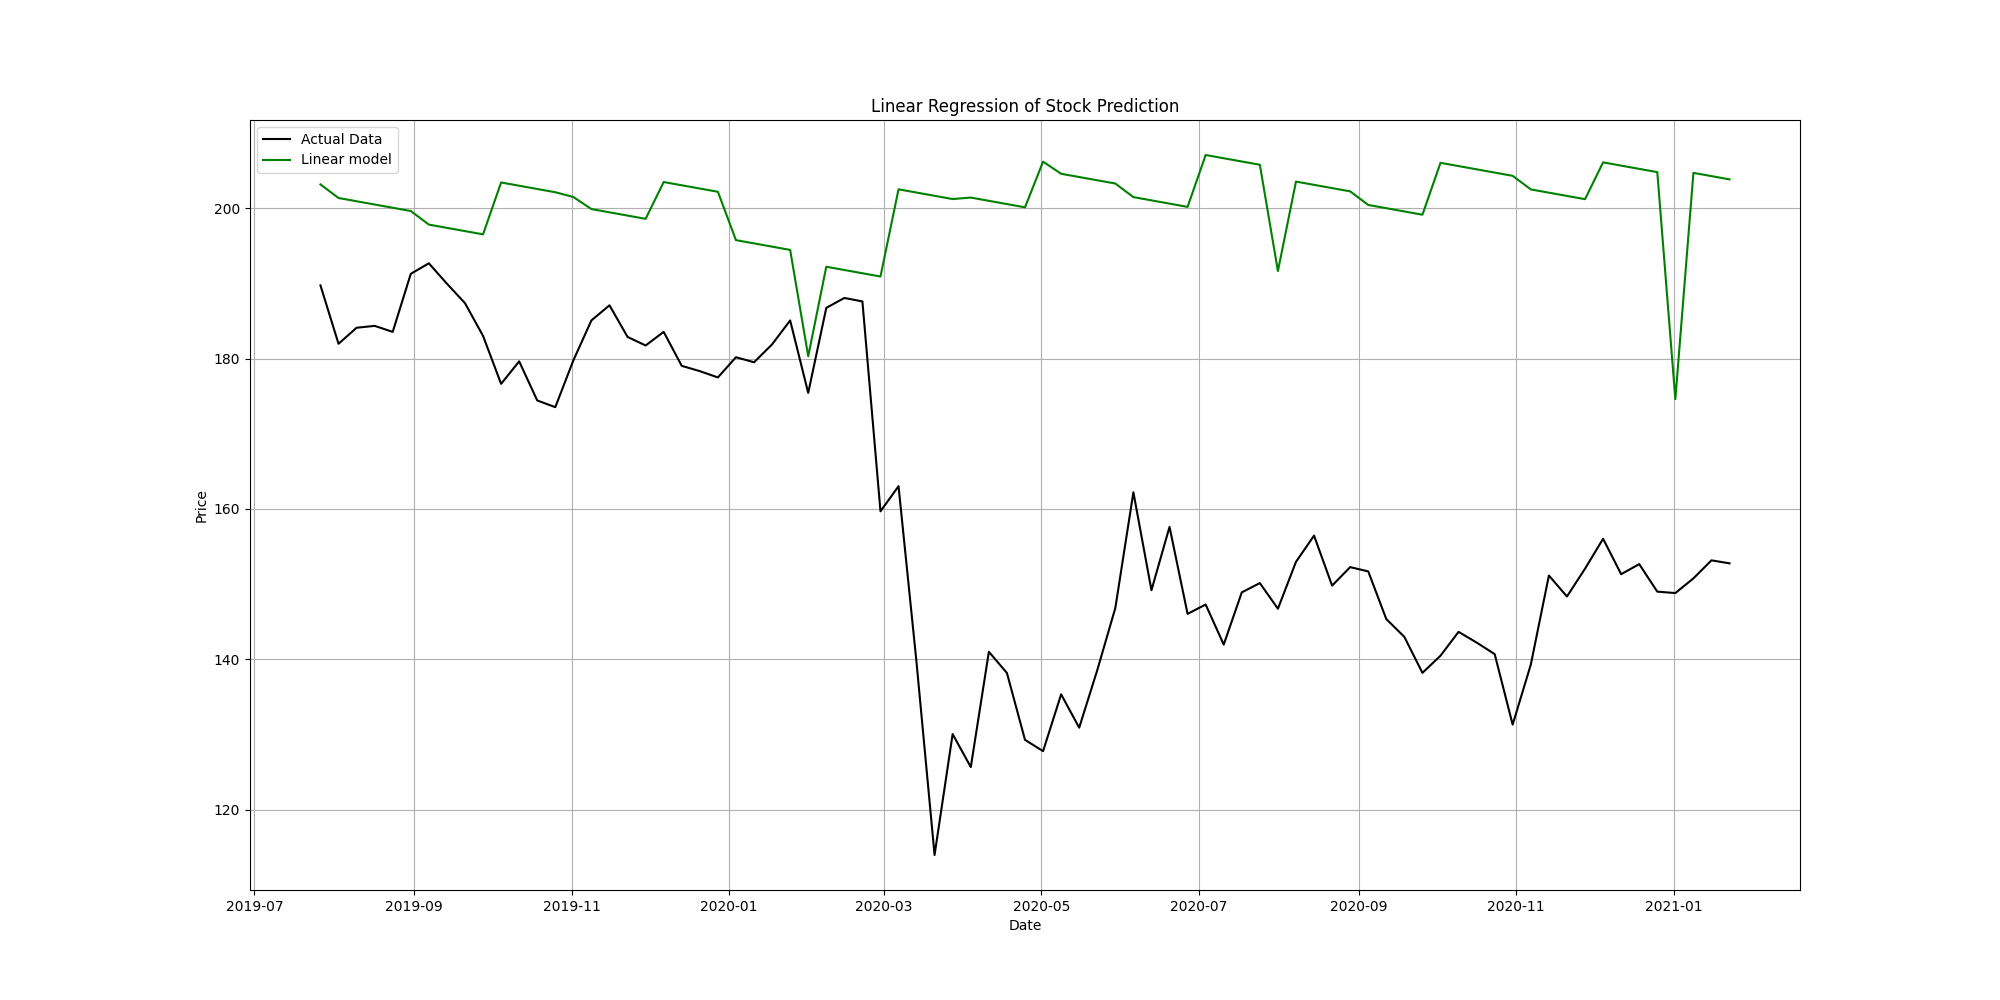 Linear Regression of Stock Prediction
Actual Data
Linear model
200
180
160
140
120
Price
2019-07 2019-09 2019-11 2020-01 2020-03 2020-05 2020-07 2020-09 2020-11 2021-01
Date